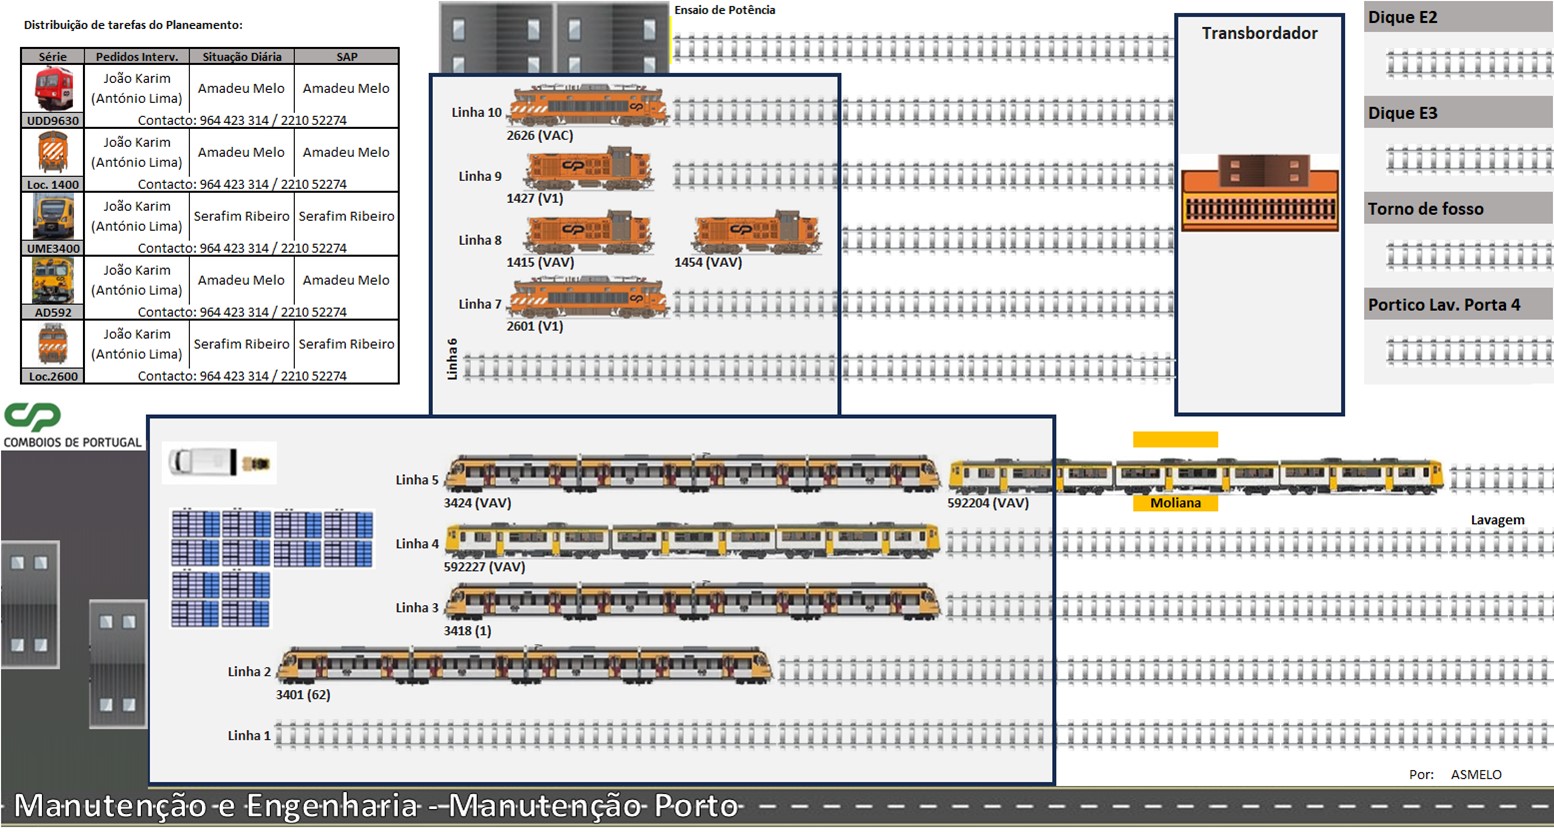 Distribuição de tarefas do Planeamento:
Série Pedidos Interv. Situação Diária SAP
João Karim
(António Lima) Amadeu Melo Amadeu Melo
UDD9630 Contacto: 964 423 314 / 2210 52274
João Karim
(António Lima) Amadeu Melo Amadeu Melo
Loc. 1400 Contacto: 964 423 314 / 2210 52274
João Karim
(António Lima) Serafim Ribeiro Serafim Ribeiro
UME3400 Contacto: 964 423 314 / 2210 52274
João Karim
(António Lima) Amadeu Melo Amadeu Melo
AD592 Contacto: 964 423 314 / 2210 52274
João Karim
(António Lima) Serafim Ribeiro Serafim Ribeiro
Loc.2600 Contacto: 964 423 314 / 2210 52274
CP
COMBOIOS DE PORTUGAL
Ensaio de Potência
Linha 10
2626 (VAC)
Linha 9
1427 (V1)
Linha 8
1415 (VAV) 1454 (VAV)
Linha 7
2601 (V1)
Linha 6
Transbordador
Dique E2
Dique E3
Torno de fosso
Portico Lav. Porta 4
Linha 5
3424 (VAV) 592204 (VAV) Moliana
Lavagem
Linha 4
592227 (VAV)
Linha 3
3418 (1)
Linha 2
3401 (62)
Linha 1
Por: ASMELO
Manutenção e Engenharia - Manutenção Porto